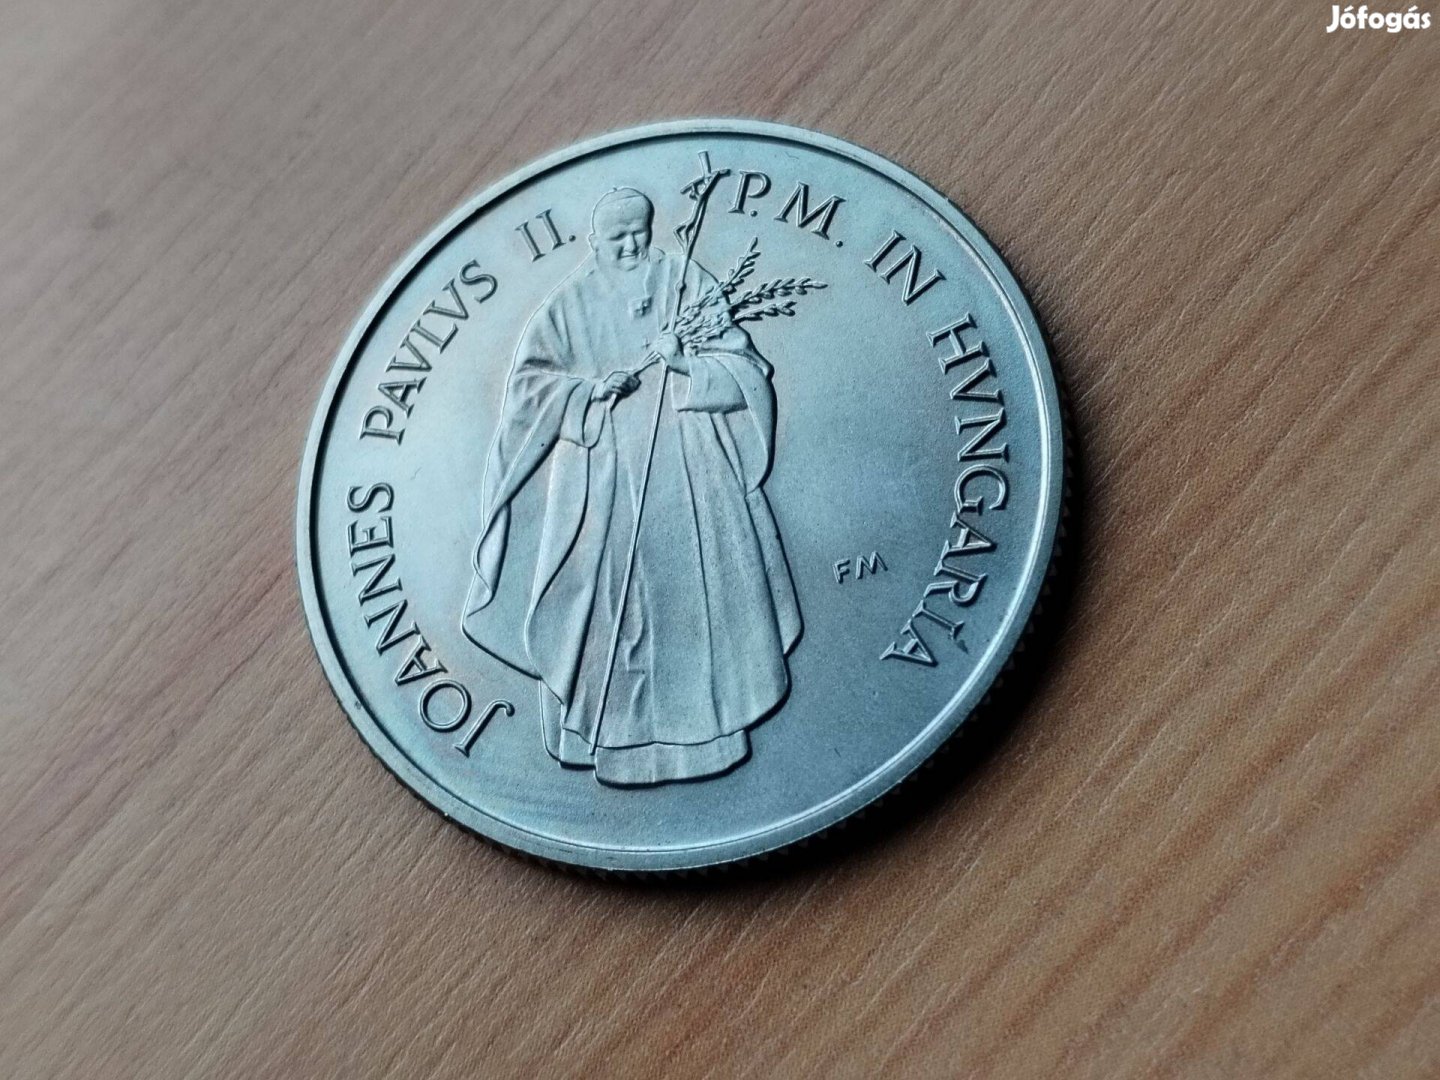 Jófogás
JOANNES PAVLVS II. P.M. IN HVNGARIA
FM